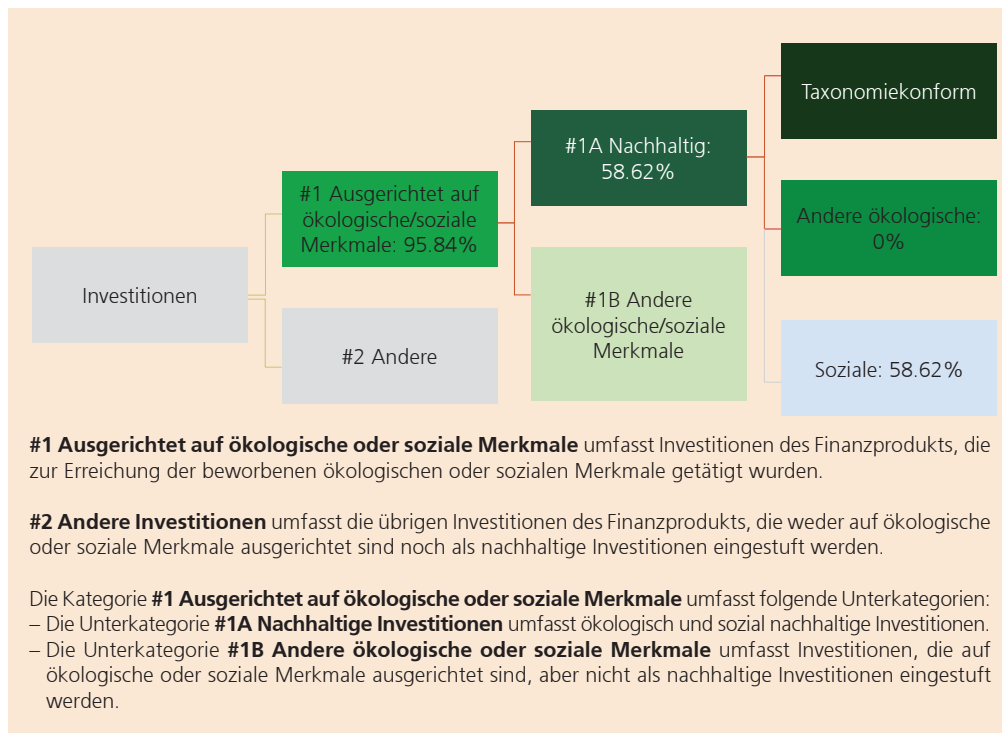 Investitionen
#1 Ausgerichtet auf
ökologische/soziale
Merkmale: 95.84%
#2 Andere
#1A Nachhaltig:
58.62%
#1B Andere
ökologische/soziale
Merkmale
Taxonomiekonform
Andere ökologische:
0%
Soziale: 58.62%
#1 Ausgerichtet auf ökologische oder soziale Merkmale umfasst Investitionen des Finanzprodukts, die
zur Erreichung der beworbenen ökologischen oder sozialen Merkmale getätigt wurden.
#2 Andere Investitionen umfasst die übrigen Investitionen des Finanzprodukts, die weder auf ökologische
oder soziale Merkmale ausgerichtet sind noch als nachhaltige Investitionen eingestuft werden.
Die Kategorie #1 Ausgerichtet auf ökologische oder soziale Merkmale umfasst folgende Unterkategorien:
– Die Unterkategorie #1A Nachhaltige Investitionen umfasst ökologisch und sozial nachhaltige Investitionen.
– Die Unterkategorie #1B Andere ökologische oder soziale Merkmale umfasst Investitionen, die auf
ökologische oder soziale Merkmale ausgerichtet sind, aber nicht als nachhaltige Investitionen eingestuft
werden.